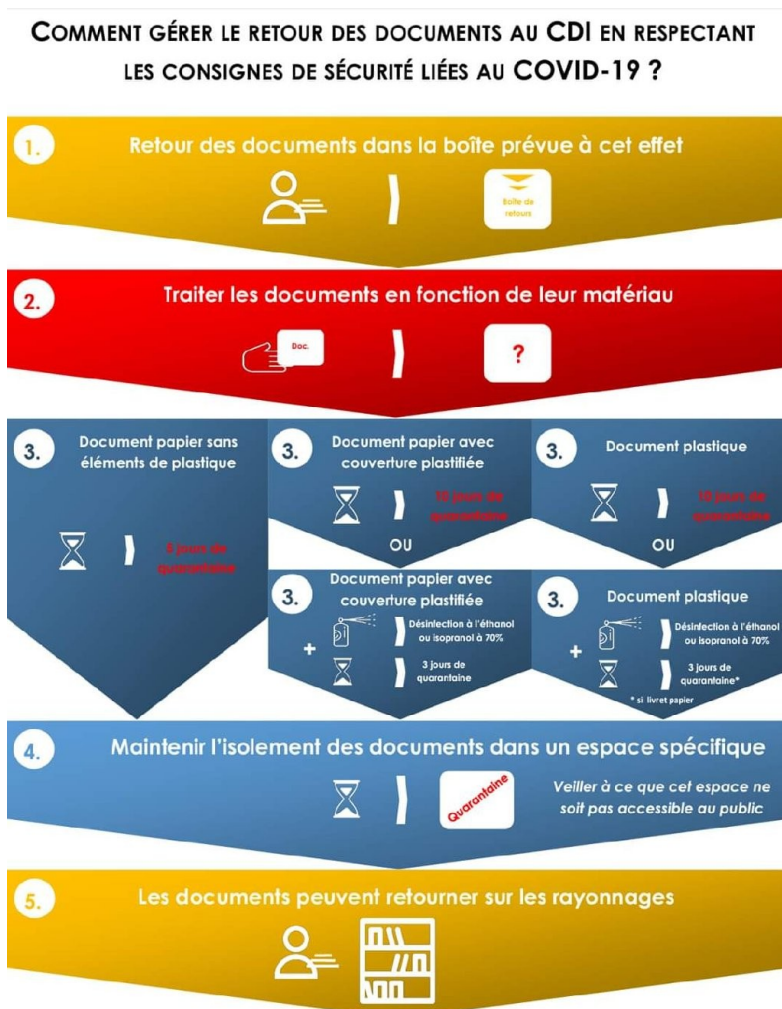 COMMENT GÉRER LE RETOUR DES DOCUMENTS AU CDI EN RESPECTANT
LES CONSIGNES DE SÉCURITÉ LIÉES AU COVID-19 ?
1.
Retour des documents dans la boîte prévue à cet effet
Boîte de
retours
2.
Traiter les documents en fonction de leur matériau
Doc.
?
3.
Document papier sans
éléments de plastique
5 jours de
quarantaine
3.
Document papier avec
couverture plastifiée
10 jours de
quarantaine
OU
3.
Document plastique
10 jours de
quarantaine
OU
3.
Document papier avec
couverture plastifiée
Désinfection à l'éthanol
ou isopranol à 70%
+
3 jours de
quarantaine
3.
Document plastique
Désinfection à l'éthanol
ou isopranol à 70%
+
3 jours de
quarantaine*
* si livret papier
4.
Maintenir l'isolement des documents dans un espace spécifique
Quarantaine
Veiller à ce que cet espace ne
soit pas accessible au public
5.
Les documents peuvent retourner sur les rayonnages